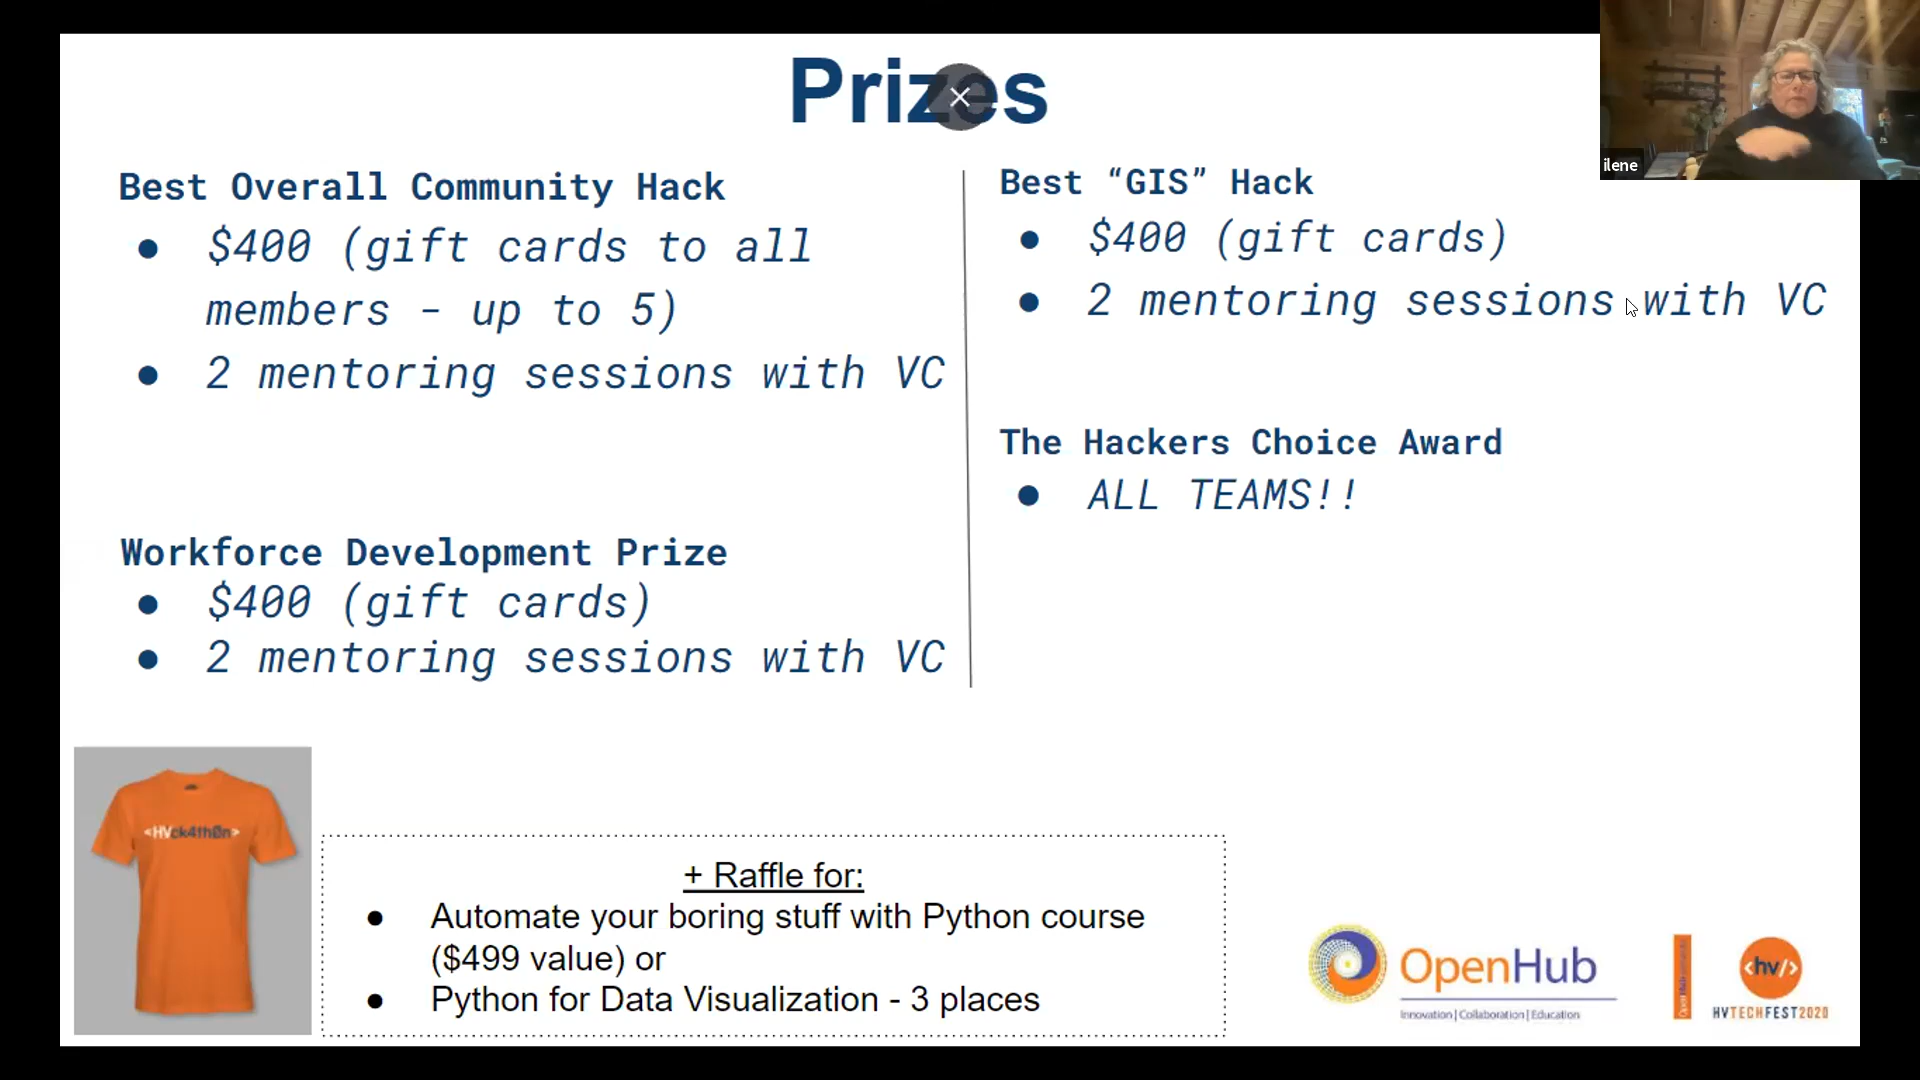 Prizes
ilene
Best Overall Community Hack
● $400 (gift cards to all
members - up to 5)
● 2 mentoring sessions with VC
Workforce Development Prize
● $400 (gift cards)
● 2 mentoring sessions with VC
Best “GIS” Hack
● $400 (gift cards)
● 2 mentoring sessions with VC
The Hackers Choice Award
● ALL TEAMS!!
<HVck4th0n>
+ Raffle for:
● Automate your boring stuff with Python course
($499 value) or
● Python for Data Visualization - 3 places
OpenHub
Innovation | Collaboration | Education
<hv/>
HVTECHFEST2020